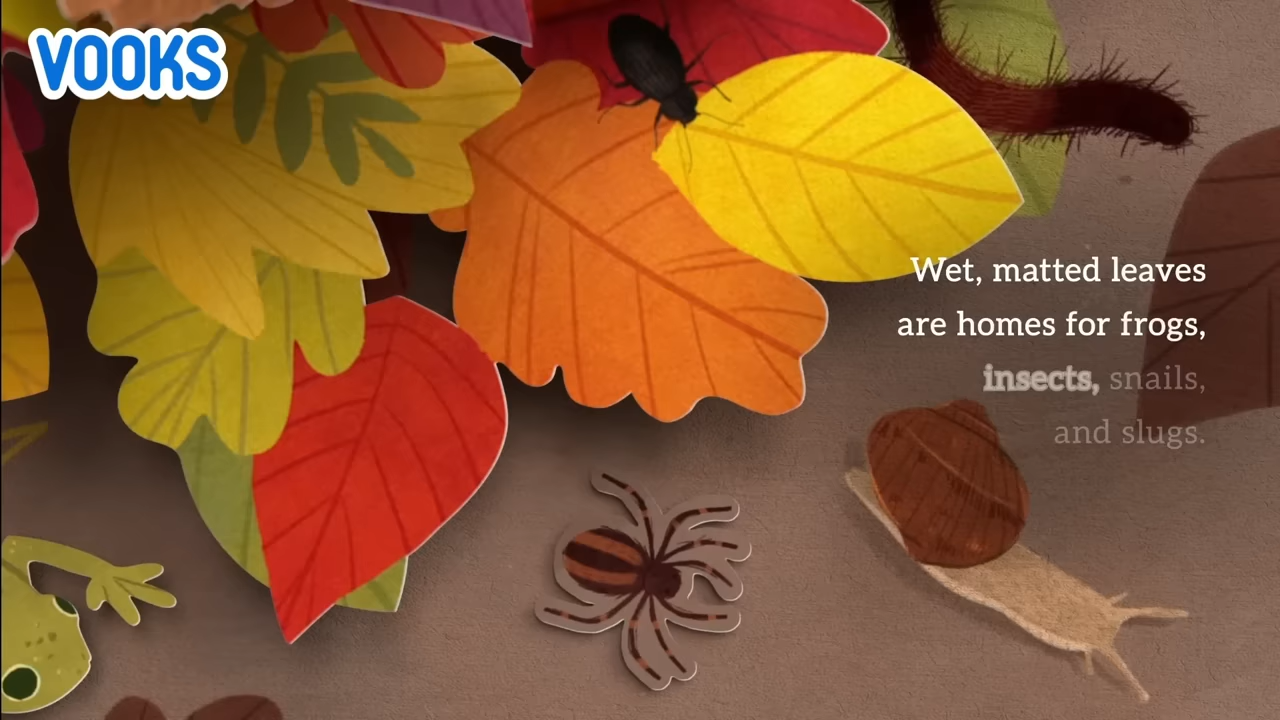 VOOKS
Wet, matted leaves
are homes for frogs,
insects, snails,
and slugs.